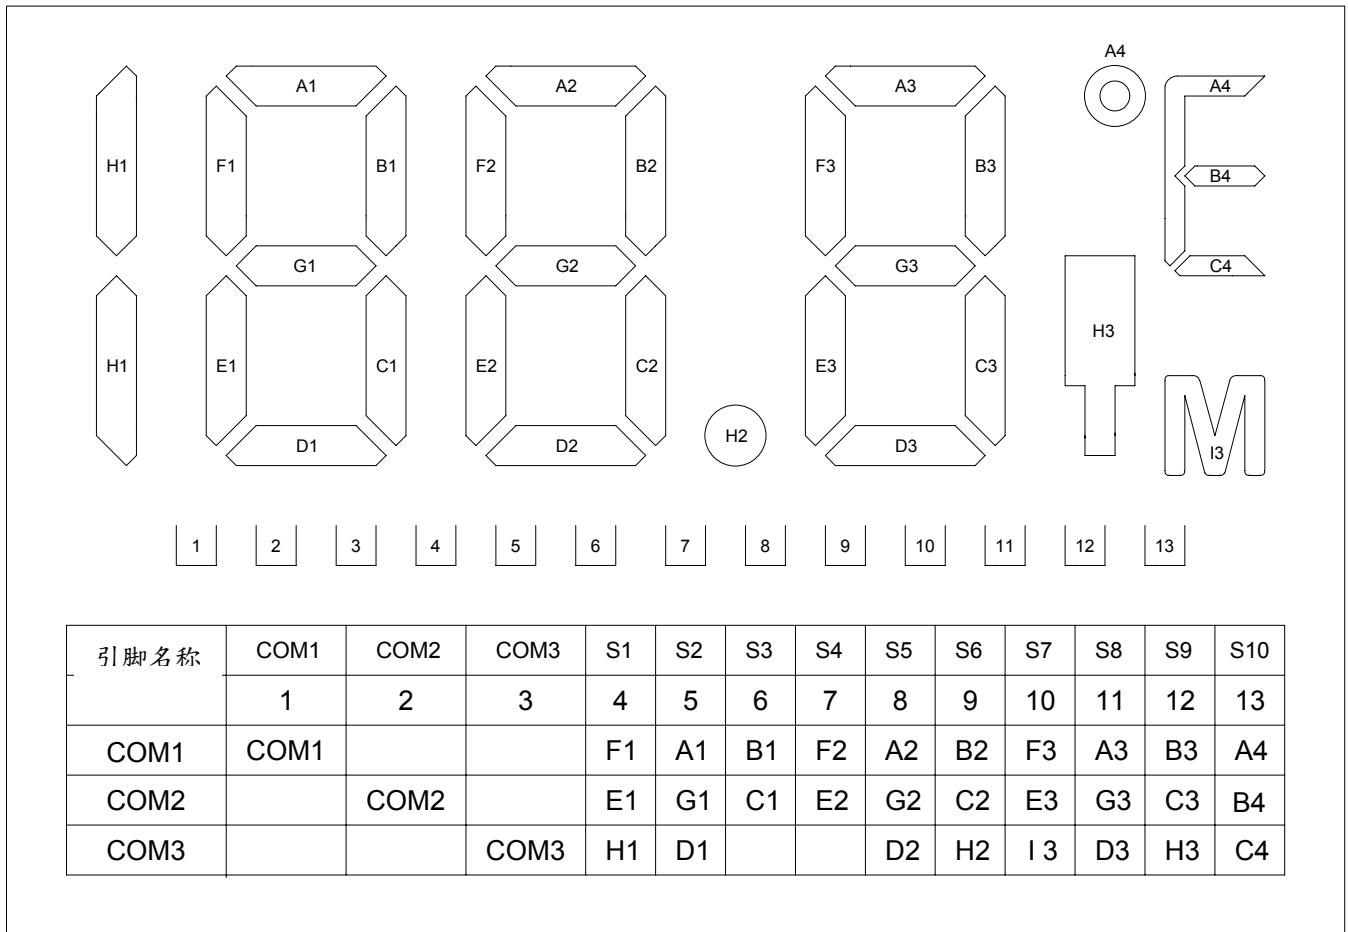 A4
A1 A2 A3 A4
H1 F1 B1 F2 B2 F3 B3 B4
G1 G2 G3 C4
H3
H1 E1 C1 E2 C2 E3 C3
D1 D2 H2 D3 I3
1 2 3 4 5 6 7 8 9 10 11 12 13
引脚名称 COM1 COM2 COM3 S1 S2 S3 S4 S5 S6 S7 S8 S9 S10
1 2 3 4 5 6 7 8 9 10 11 12 13
COM1 COM1 F1 A1 B1 F2 A2 B2 F3 A3 B3 A4
COM2 COM2 E1 G1 C1 E2 G2 C2 E3 G3 C3 B4
COM3 COM3 H1 D1 D2 H2 I 3 D3 H3 C4